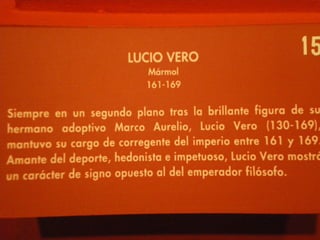 LUCIO VERO
15
Mármol
161-169
Siempre en un segundo plano tras la brillante figura de su
hermano adoptivo Marco Aurelio, Lucio Vero (130-169),
mantuvo su cargo de corregente del imperio entre 161 y 169.
Amante del deporte, hedonista e impetuoso, Lucio Vero mostró
un carácter de signo opuesto al del emperador filósofo.